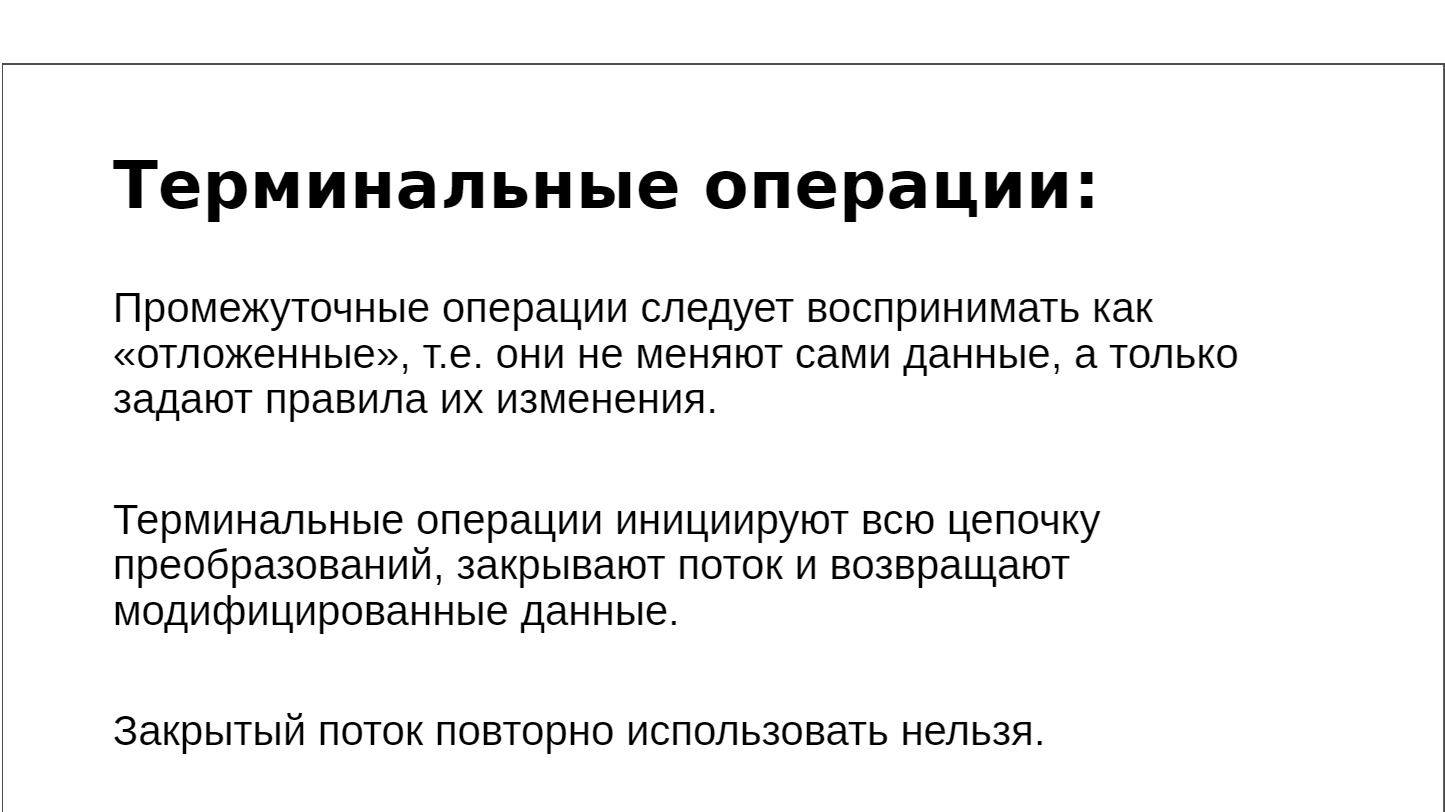 Терминальные операции:
Промежуточные операции следует воспринимать как
«отложенные», т.е. они не меняют сами данные, а только
задают правила их изменения.
Терминальные операции инициируют всю цепочку
преобразований, закрывают поток и возвращают
модифицированные данные.
Закрытый поток повторно использовать нельзя.